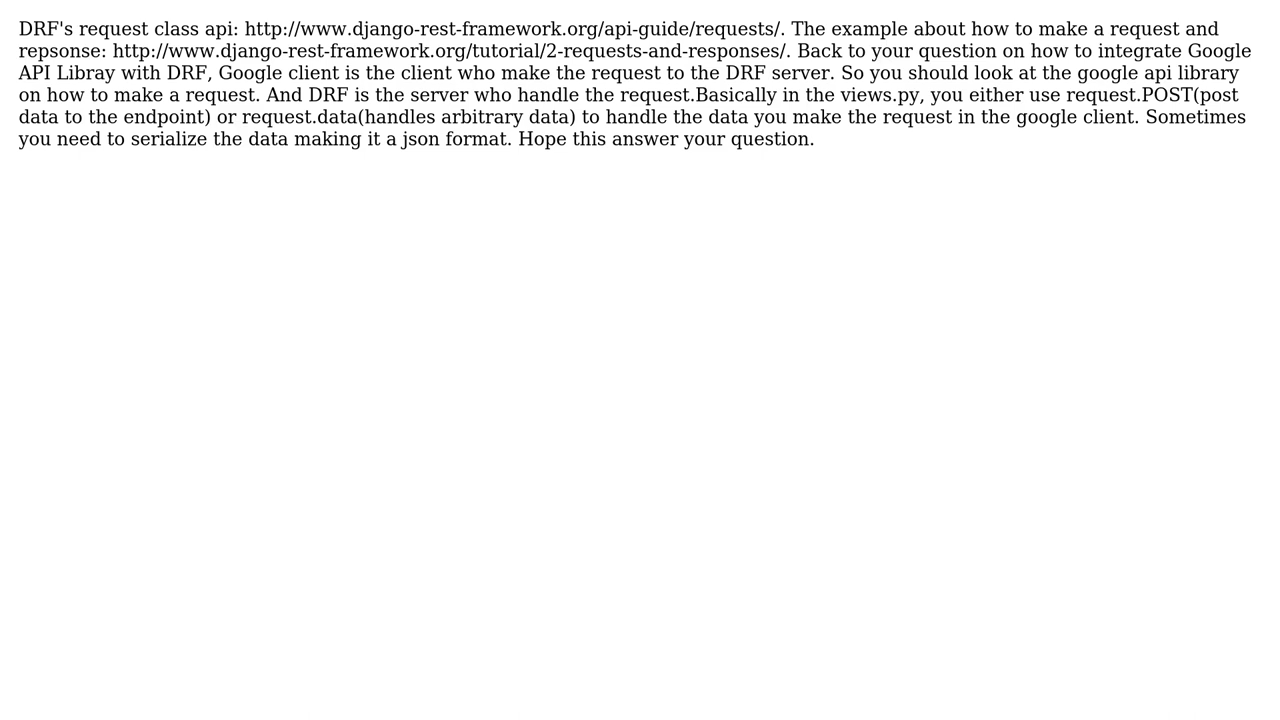 DRF's request class api: http://www.django-rest-framework.org/api-guide/requests/. The example about how to make a request and
repsonse: http://www.django-rest-framework.org/tutorial/2-requests-and-responses/. Back to your question on how to integrate Google
API Libray with DRF, Google client is the client who make the request to the DRF server. So you should look at the google api library
on how to make a request. And DRF is the server who handle the request.Basically in the views.py, you either use request.POST(post
data to the endpoint) or request.data(handles arbitrary data) to handle the data you make the request in the google client. Sometimes
you need to serialize the data making it a json format. Hope this answer your question.